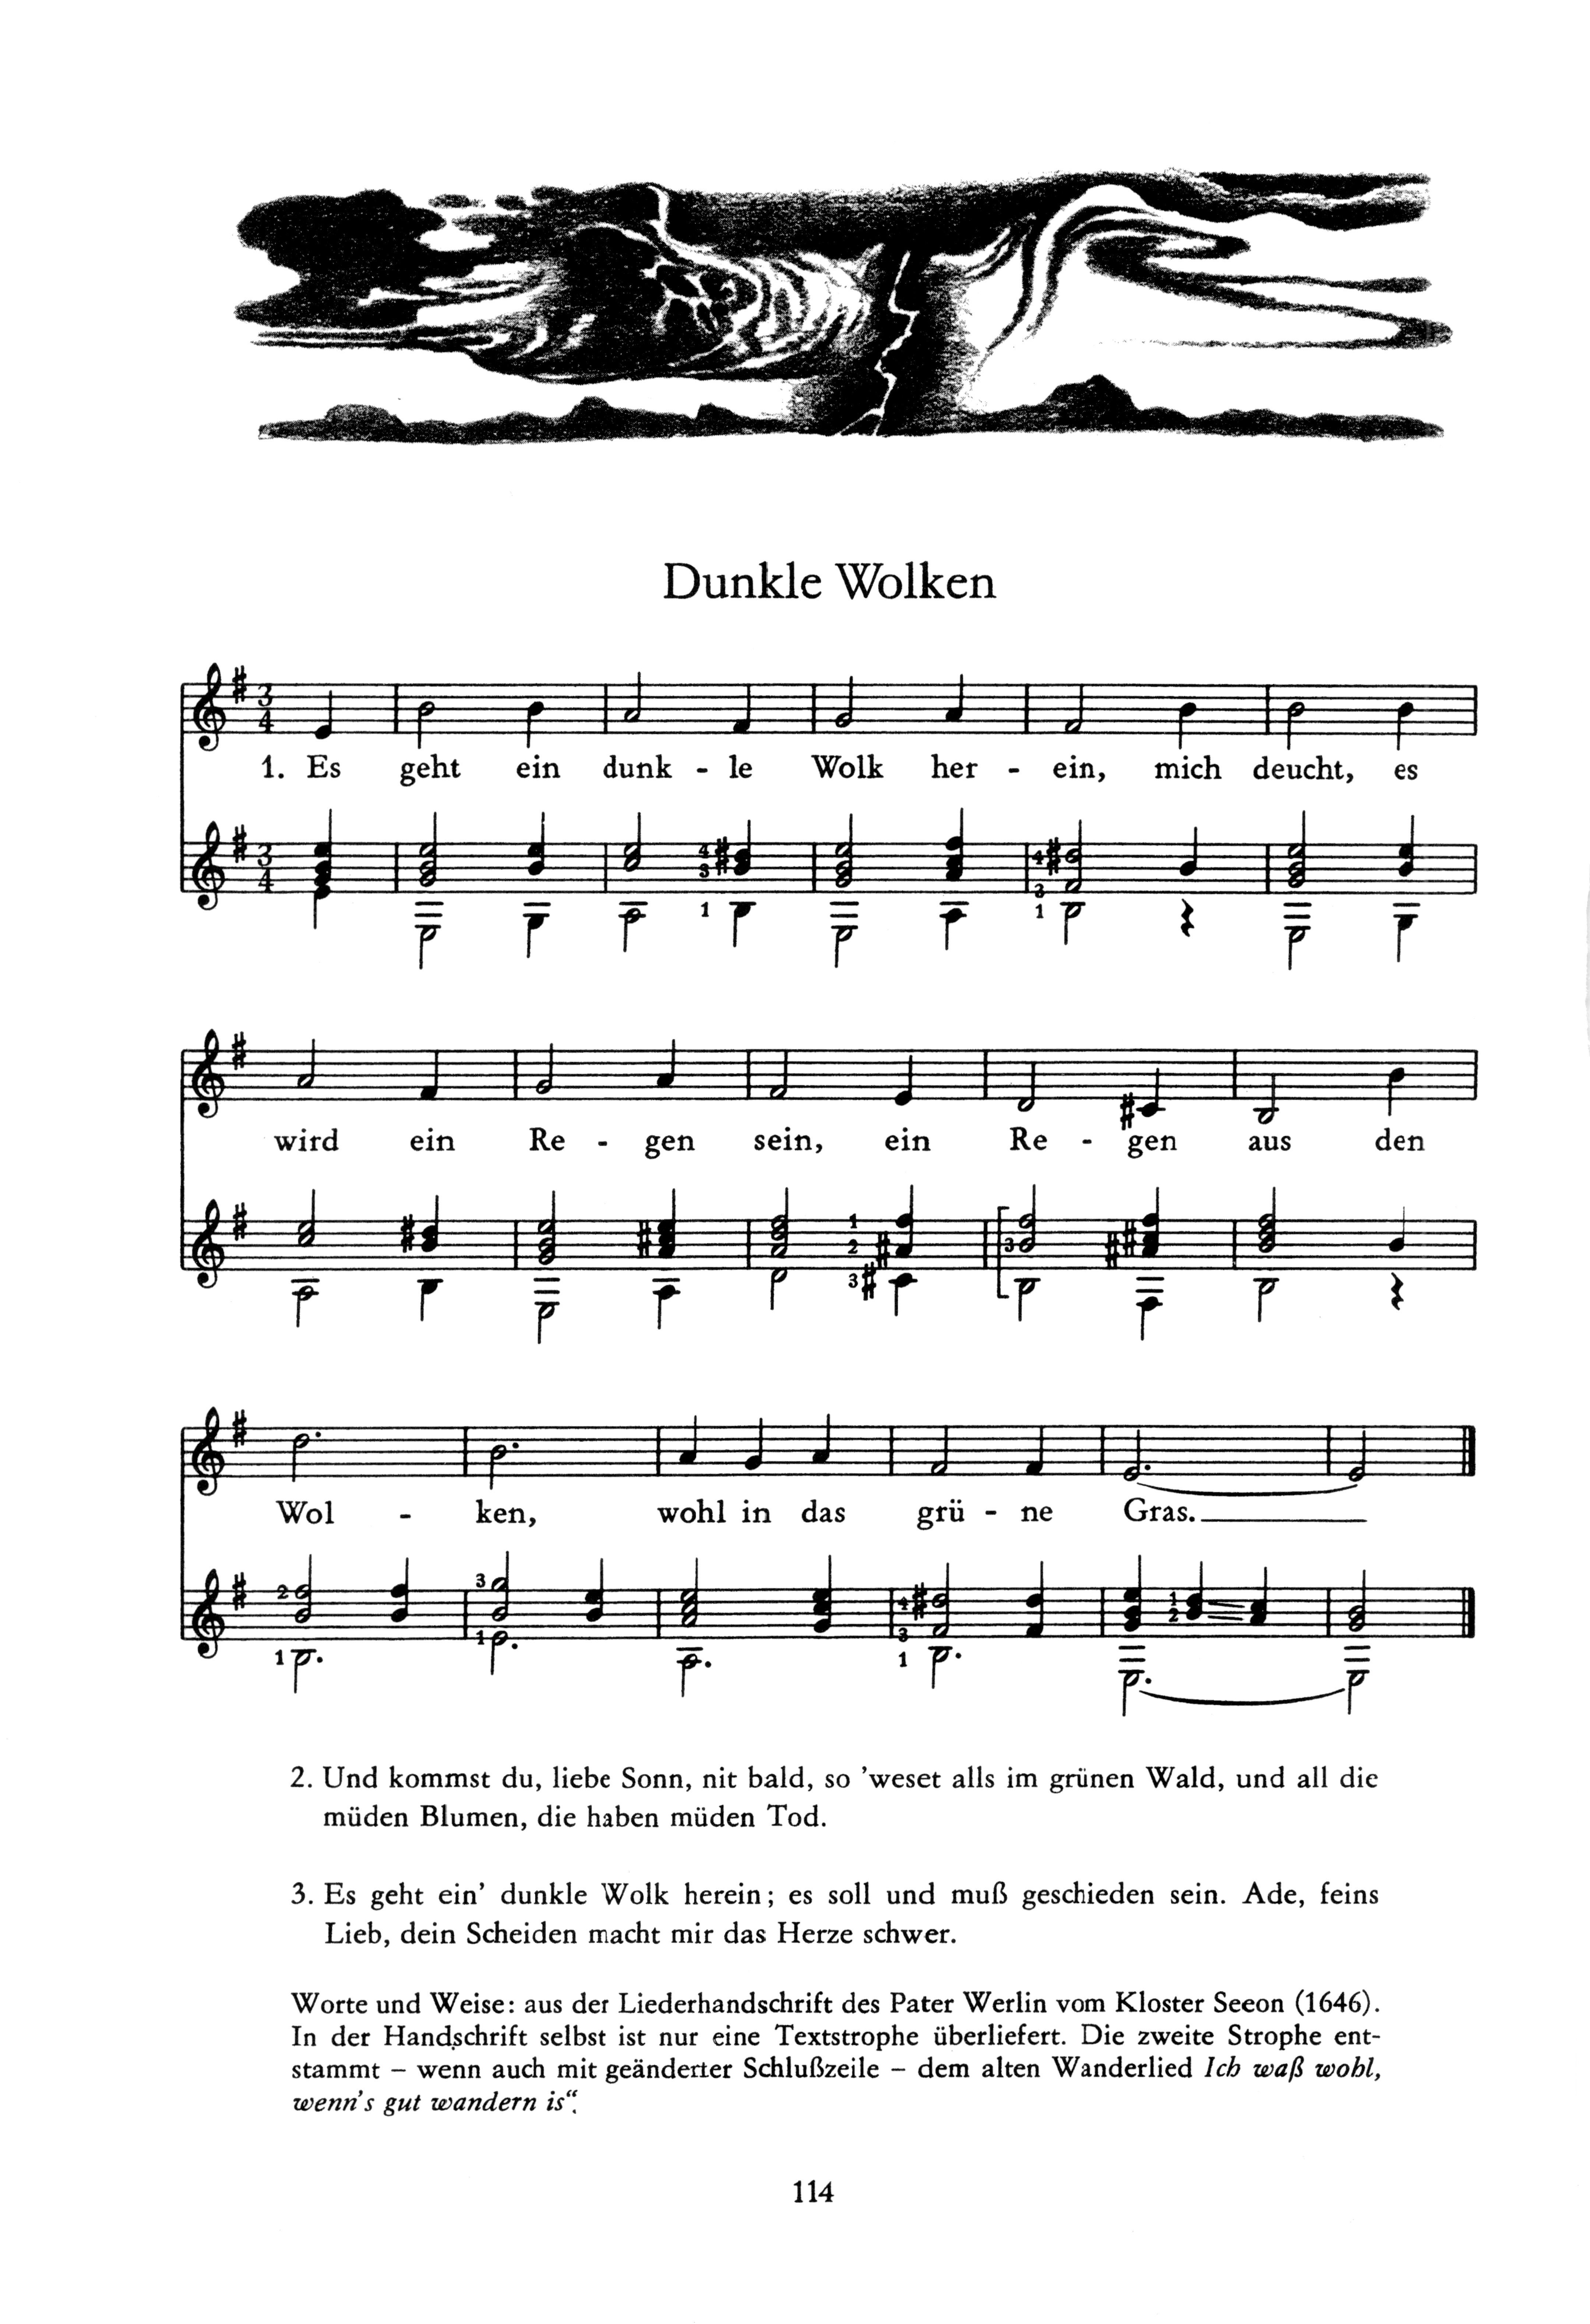 Dunkle Wolken
1. Es geht ein dunk - le Wolk her - ein, mich deucht, es
wird ein Re - gen sein, ein Re - gen aus den
Wol - ken, wohl in das grü - ne Gras.
2. Und kommst du, liebe Sonn, nit bald, so ’weset alls im grünen Wald, und all die
müden Blumen, die haben müden Tod.
3. Es geht ein’ dunkle Wolk herein; es soll und muß geschieden sein. Ade, feins
Lieb, dein Scheiden macht mir das Herze schwer.
Worte und Weise: aus der Liederhandschrift des Pater Werlin vom Kloster Seeon (1646).
In der Handschrift selbst ist nur eine Textstrophe überliefert. Die zweite Strophe ent-
stammt – wenn auch mit geänderter Schlußzeile – dem alten Wanderlied Ich waß wohl,
wenn’s gut wandern is“.
114